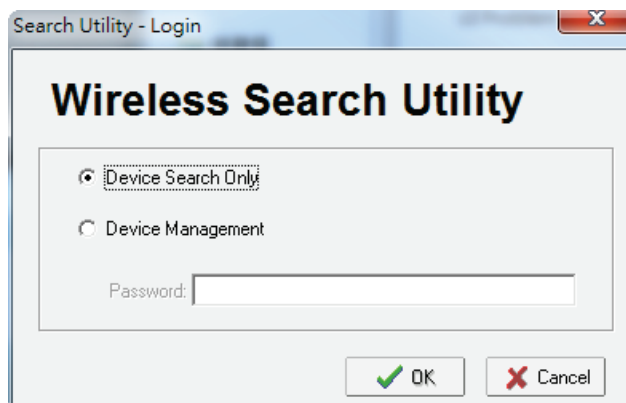 Search Utility - Login
Wireless Search Utility
Device Search Only
Device Management
Password:
OK
Cancel